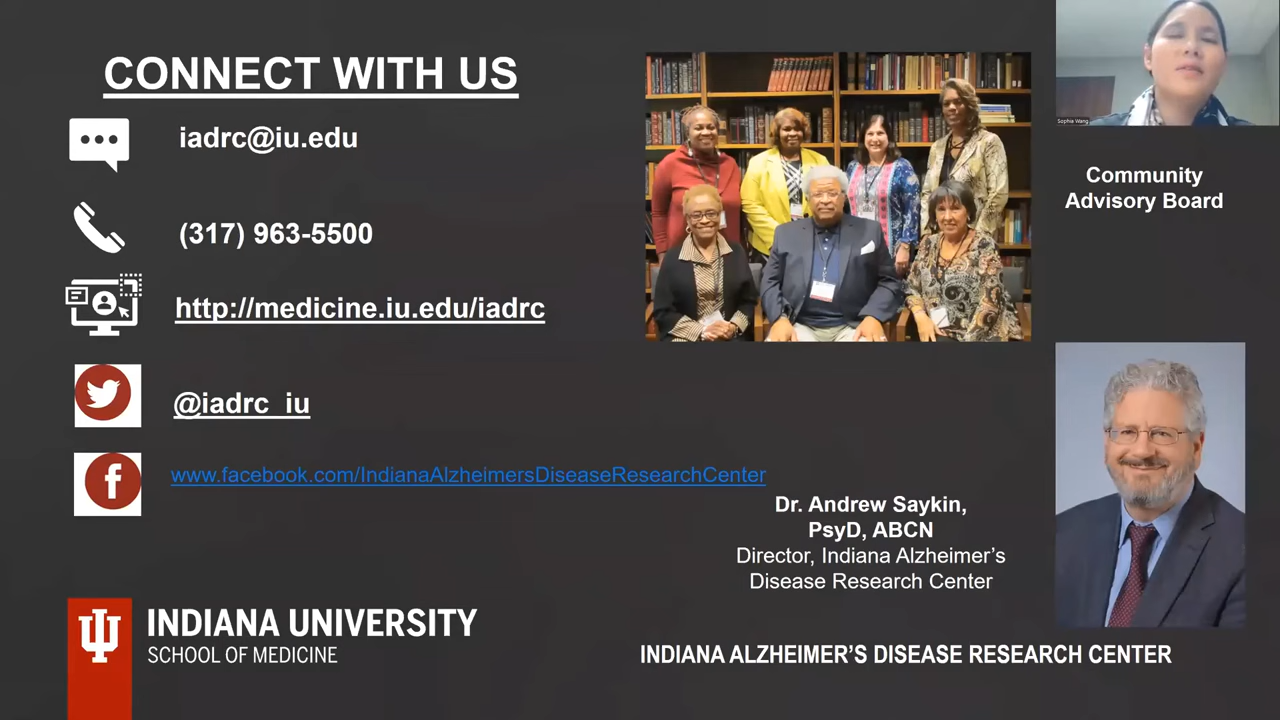 CONNECT WITH US
iadrc@iu.edu
(317) 963-5500
http://medicine.iu.edu/iadrc
@iadrc_iu
www.facebook.com/IndianaAlzheimersDiseaseResearchCenter
Sophia Wang
Community
Advisory Board
Dr. Andrew Saykin,
PsyD, ABCN
Director, Indiana Alzheimer’s
Disease Research Center
INDIANA UNIVERSITY
SCHOOL OF MEDICINE
INDIANA ALZHEIMER’S DISEASE RESEARCH CENTER